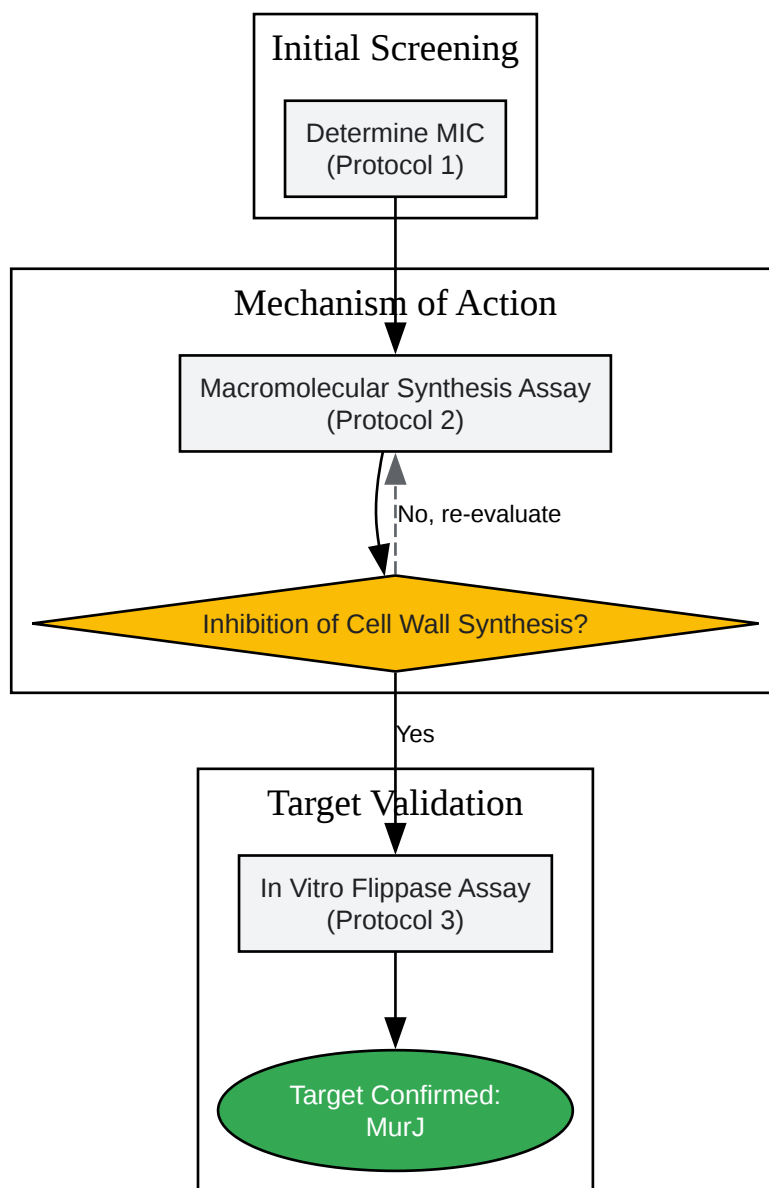 Initial Screening
Determine MIC
(Protocol 1)
Mechanism of Action
Macromolecular Synthesis Assay
(Protocol 2)
No, re-evaluate
Inhibition of Cell Wall Synthesis?
Yes
Target Validation
In Vitro Flippase Assay
(Protocol 3)
Target Confirmed:
MurJ